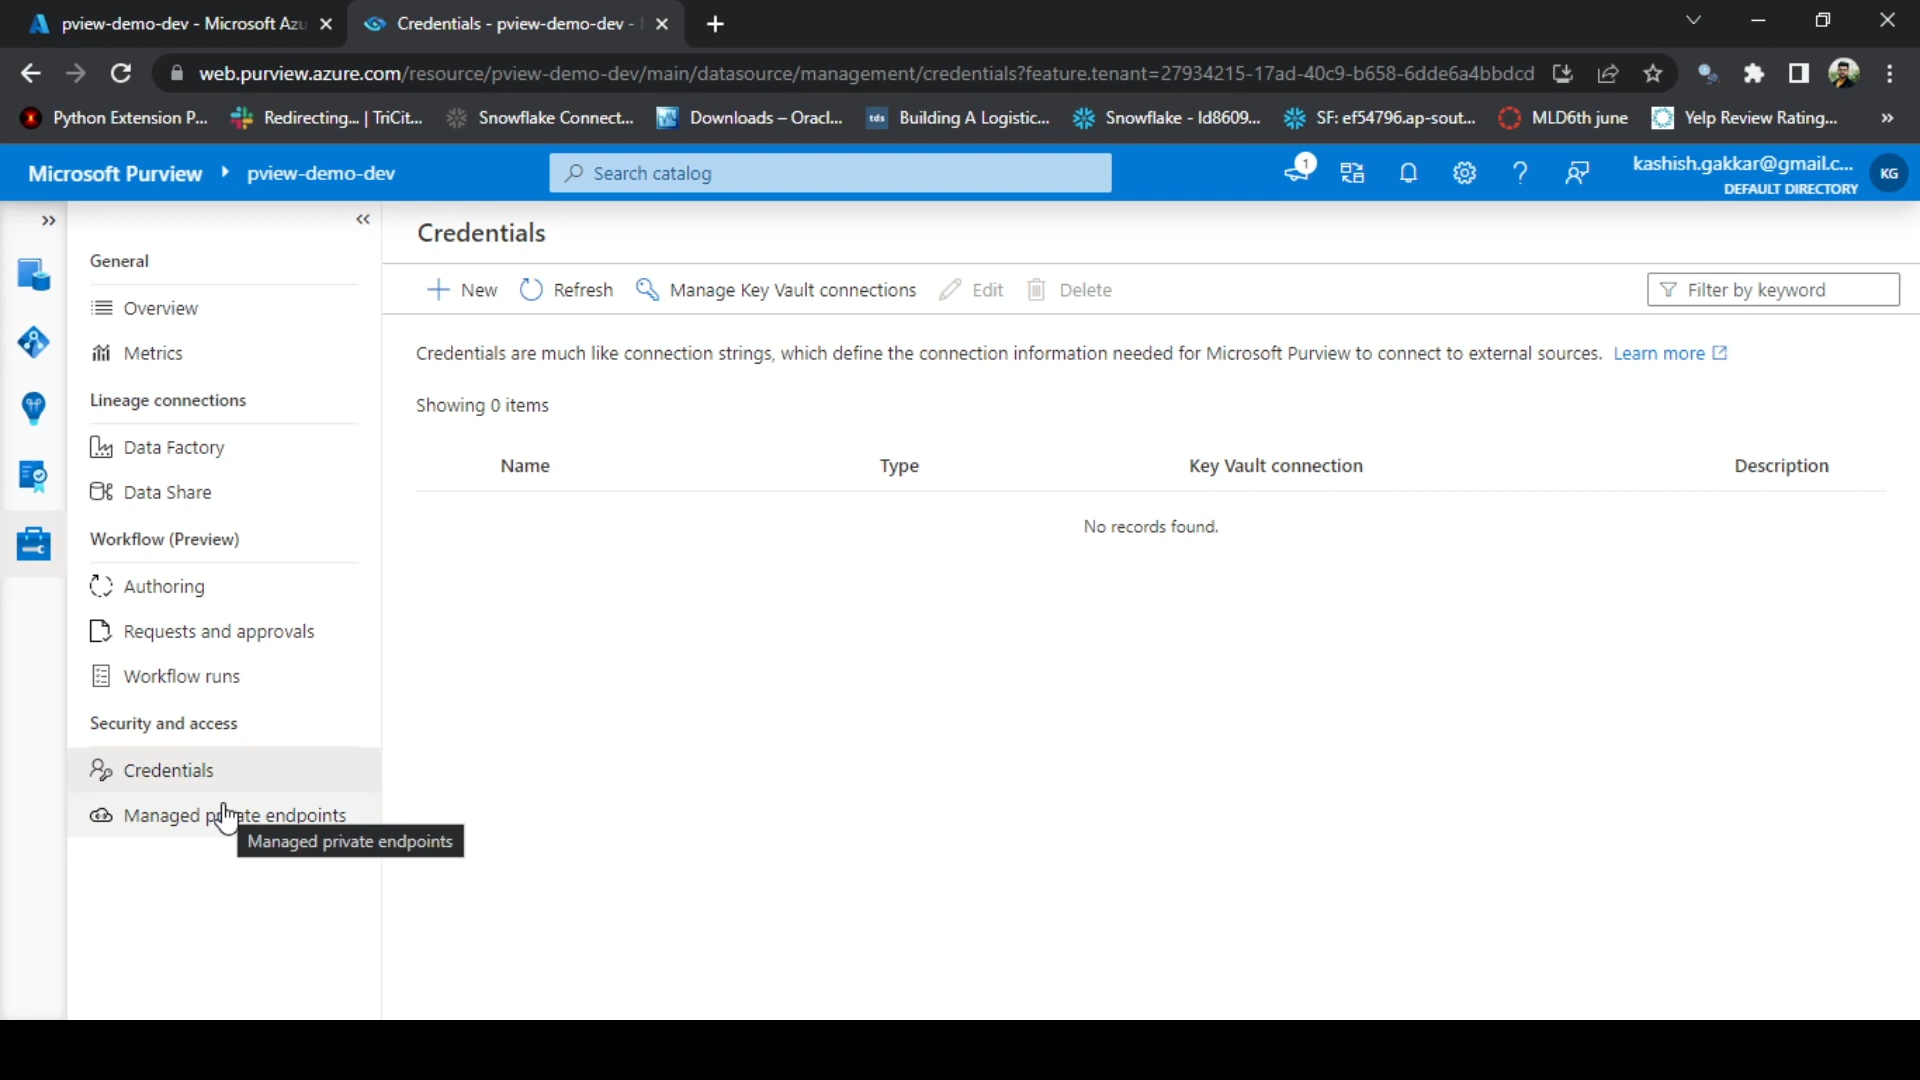 pview-demo-dev - Microsoft Azu
Credentials - pview-demo-dev -
web.purview.azure.com/resource/pview-demo-dev/main/datasource/management/credentials?feature.tenant=27934215-17ad-40c9-b658-6dde6a4bbdcd
Python Extension P...
Redirecting... | TriCit...
Snowflake Connect...
Downloads – Oracl...
tds
Building A Logistic...
Snowflake - Id8609...
SF: ef54796.ap-sout...
MLD6th june
Yelp Review Rating...
Microsoft Purview
pview-demo-dev
Search catalog
1
kashish.gakkar@gmail.c...
DEFAULT DIRECTORY
KG
General
Overview
Metrics
Lineage connections
Data Factory
Data Share
Workflow (Preview)
Authoring
Requests and approvals
Workflow runs
Security and access
Credentials
Managed private endpoints
Managed private endpoints
Credentials
New
Refresh
Manage Key Vault connections
Edit
Delete
Filter by keyword
Credentials are much like connection strings, which define the connection information needed for Microsoft Purview to connect to external sources. Learn more
Showing 0 items
Name
Type
Key Vault connection
Description
No records found.